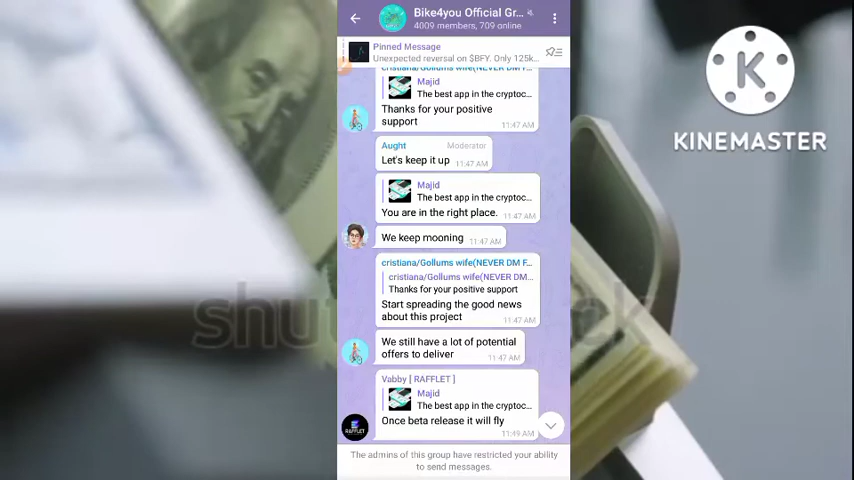 Bike4you Official Gr...
4009 members, 709 online
Pinned Message
Unexpected reversal on $BFY. Only 125k...
cristiana/Gollums wife(NEVER DM F...
Majid
The best app in the cryptoc...
Thanks for your positive
support
11:47 AM
Aught
Moderator
Let's keep it up
11:47 AM
Majid
The best app in the cryptoc...
You are in the right place.
11:47 AM
We keep mooning
11:47 AM
cristiana/Gollums wife(NEVER DM F...
cristiana/Gollums wife(NEVER DM...
Thanks for your positive support
Start spreading the good news
about this project
11:47 AM
We still have a lot of potential
offers to deliver
11:47 AM
Vabby [ RAFFLET ]
Majid
The best app in the cryptoc...
Once beta release it will fly
11:49 AM
RAFFLET
The admins of this group have restricted your ability
to send messages.
K
KINEMASTER